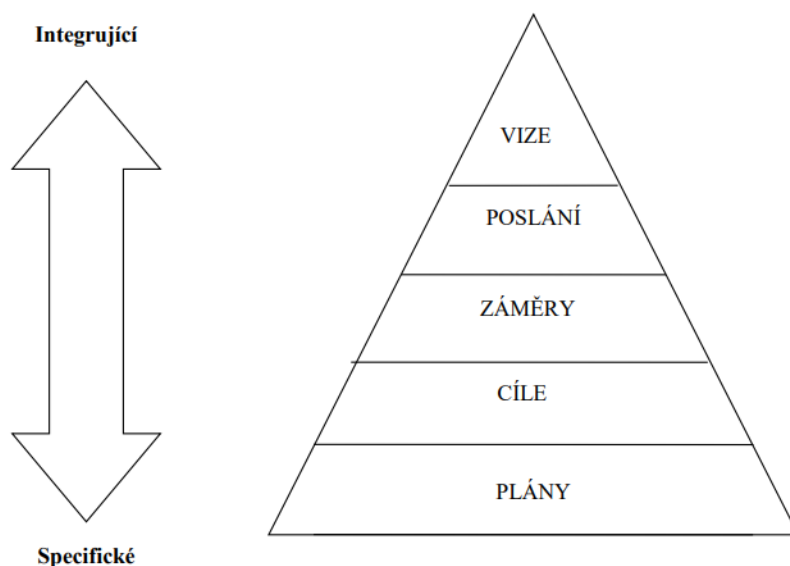 Integrující
VIZE
POSLÁNÍ
ZÁMĚRY
CÍLE
PLÁNY
Specifické